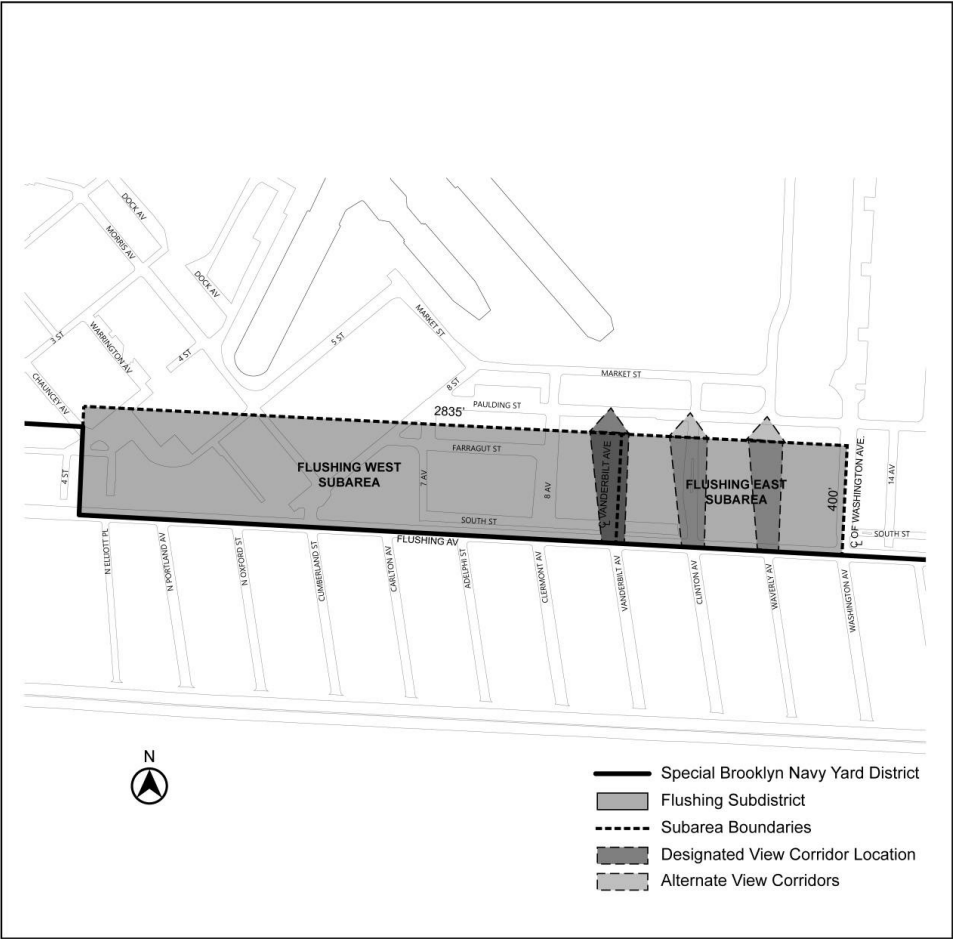 DOCK AV
MORRIS AV
DOCK AV
3 ST
WARRINGTON AV
4 ST
5 ST
MARKET ST
CHAUNCEY AV
8 ST
MARKET ST
PAULDING ST
2835'
4 ST
FLUSHING WEST
SUBAREA
FARRAGUT ST
7 AV
8 AV
℄ VANDERBILT AVE
FLUSHING EAST
SUBAREA
400'
℄ OF WASHINGTON AVE.
14 AV
SOUTH ST
SOUTH ST
FLUSHING AV
N ELLIOTT PL
N PORTLAND AV
N OXFORD ST
CUMBERLAND ST
CARLTON AV
ADELPHI ST
CLERMONT AV
VANDERBILT AV
CLINTON AV
WAVERLY AV
WASHINGTON AV
N
Special Brooklyn Navy Yard District
Flushing Subdistrict
Subarea Boundaries
Designated View Corridor Location
Alternate View Corridors